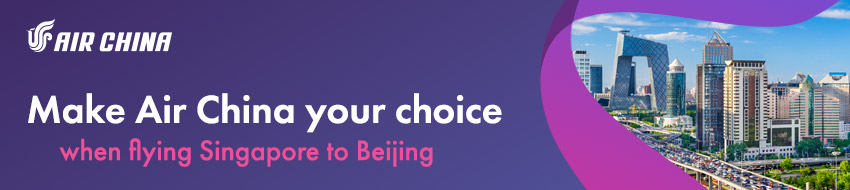 AIR CHINA
Make Air China your choice
when flying Singapore to Beijing